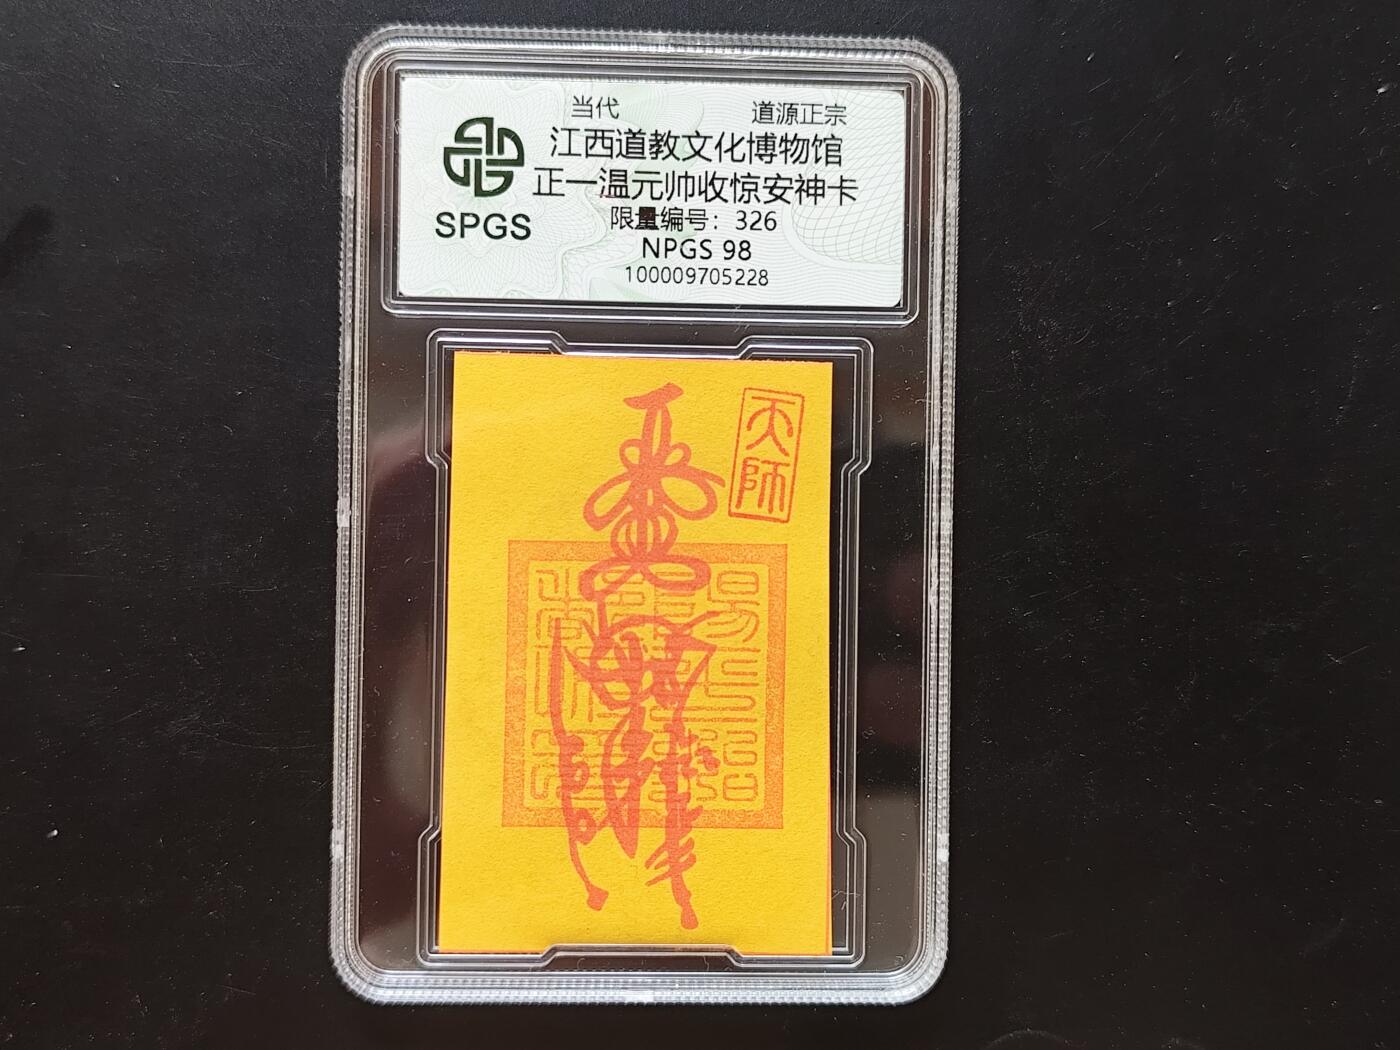 当代 道源正宗
江西道教文化博物馆
正一温元帅收惊安神卡
限量编号：326
NPGS 98
100009705228
SPGS
天师